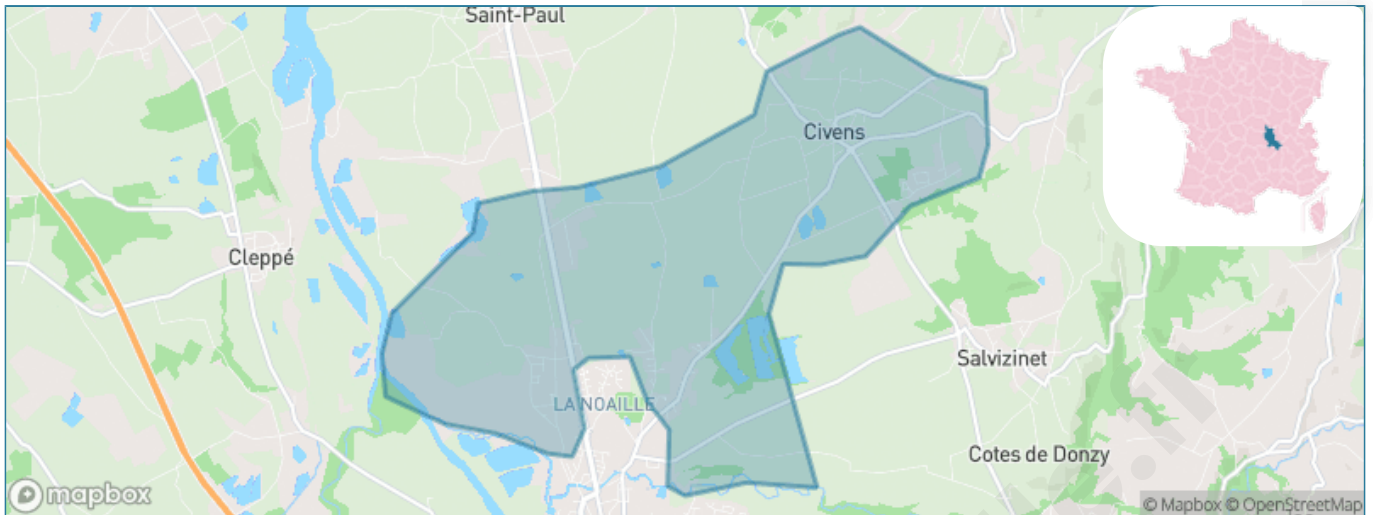 Saint-Paul
Civens
Cleppé
Salvizinet
LA NOAILLE
Cotes de Donzy
mapbox
© Mapbox © OpenStreetMap